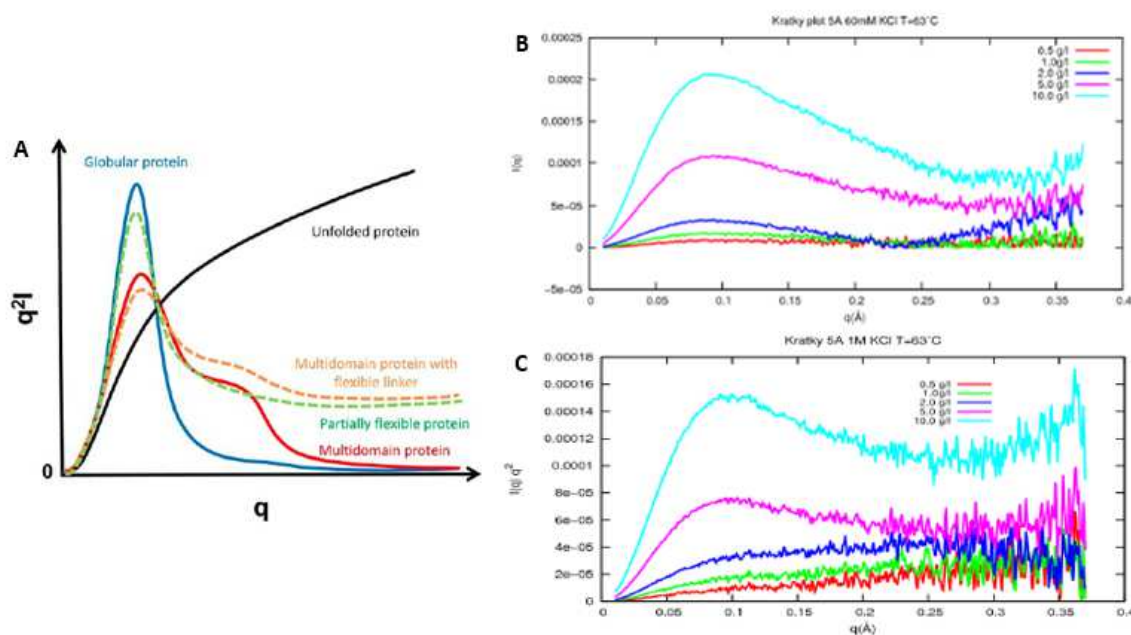 A
Globular protein
Unfolded protein
Multidomain protein with
flexible linker
Partially flexible protein
Multidomain protein
q²I
0
q
B
Kratky plot 5A 60mM KCl T=63˚C
0.5 g/l
1.0g/l
2.0 g/l
5.0 g/l
10.0 g/l
I(q)
0.00025
0.0002
0.00015
0.0001
5e-05
0
-5e-05
0 0.05 0.1 0.15 0.2 0.25 0.3 0.35 0.4
q(Å)
C
Kratky 5A 1M KCl T=63˚C
0.5 g/l
1.0g/l
2.0 g/l
5.0 g/l
10.0 g/l
I(q) q^2
0.00018
0.00016
0.00014
0.00012
0.0001
8e-05
6e-05
4e-05
2e-05
0
0 0.05 0.1 0.15 0.2 0.25 0.3 0.35 0.4
q(Å)